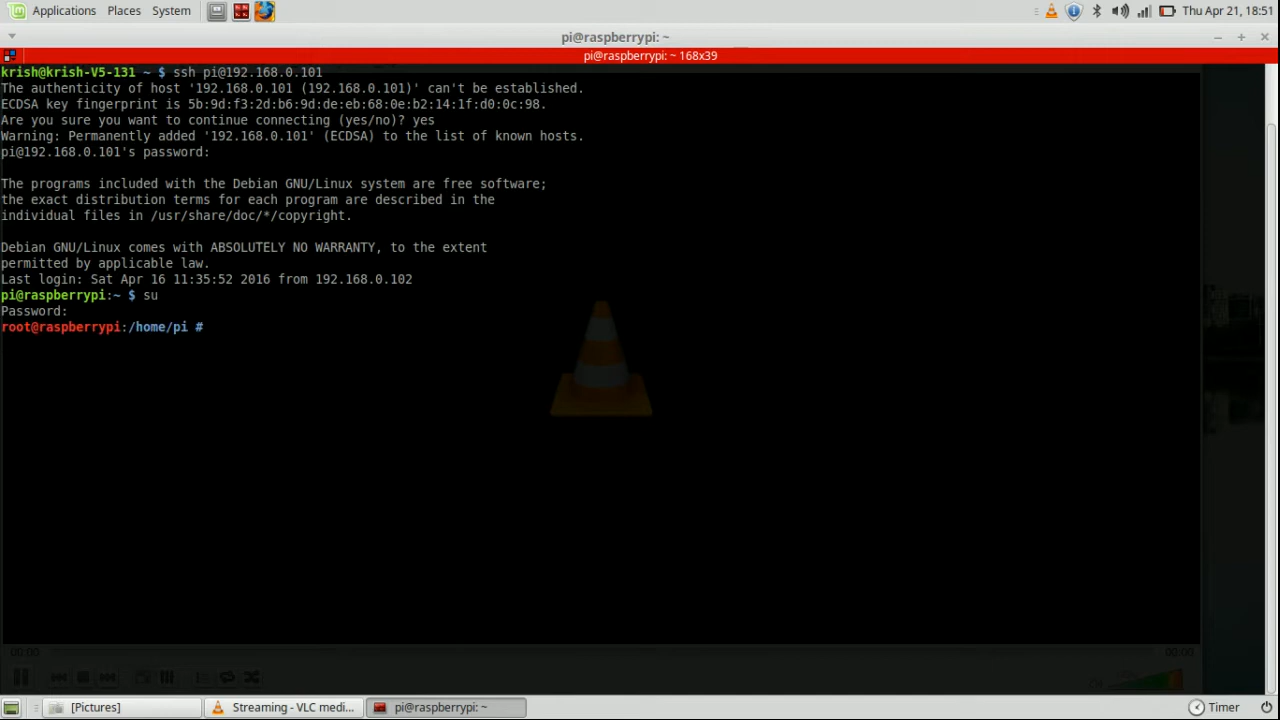 Applications Places System Thu Apr 21, 18:51
pi@raspberrypi: ~
pi@raspberrypi: ~ 168x39
krish@krish-V5-131 ~ $ ssh pi@192.168.0.101
The authenticity of host '192.168.0.101 (192.168.0.101)' can't be established.
ECDSA key fingerprint is 5b:9d:f3:2d:b6:9d:de:eb:68:0e:b2:14:1f:d0:0c:98.
Are you sure you want to continue connecting (yes/no)? yes
Warning: Permanently added '192.168.0.101' (ECDSA) to the list of known hosts.
pi@192.168.0.101's password:
The programs included with the Debian GNU/Linux system are free software;
the exact distribution terms for each program are described in the
individual files in /usr/share/doc/*/copyright.
Debian GNU/Linux comes with ABSOLUTELY NO WARRANTY, to the extent
permitted by applicable law.
Last login: Sat Apr 16 11:35:52 2016 from 192.168.0.102
pi@raspberrypi:~ $ su
Password:
root@raspberrypi:/home/pi #
00:00 00:00
[Pictures] Streaming - VLC medi... pi@raspberrypi: ~ Timer